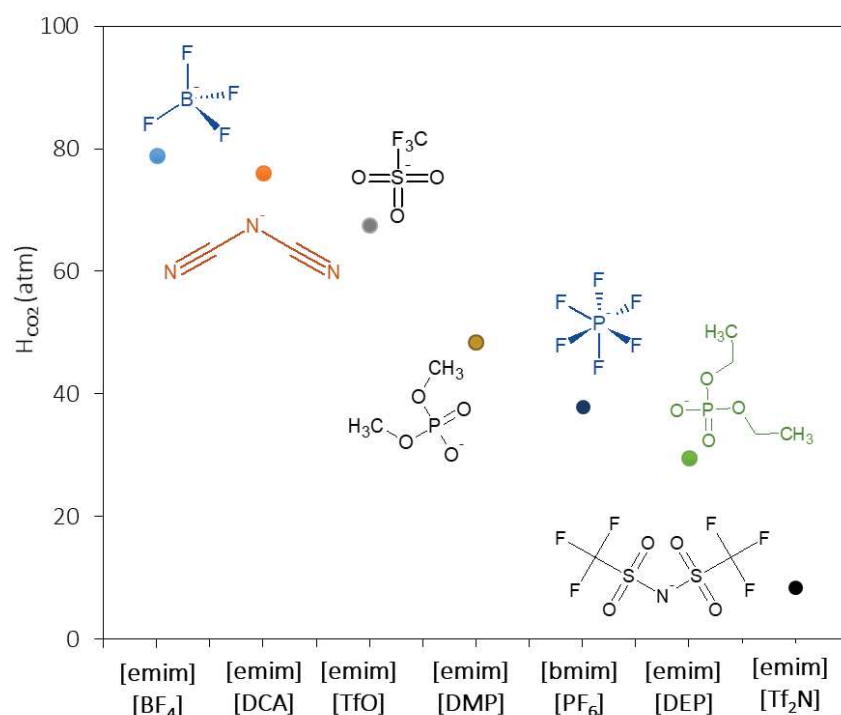 100
80
60
40
20
0
H_CO2 (atm)
F
B⁻
F
F
F
F₃C
O
S⁻
O
O
N⁻
N
N
F
F
F
P⁻
F
F
F
CH₃
O
O
P
H₃C
O
O⁻
H₃C
O
O⁻
P
O
CH₃
O
F
F
F
O
O
F
F
F
S
S
O
N⁻
O
[emim]
[BF₄]
[emim]
[DCA]
[emim]
[TfO]
[emim]
[DMP]
[bmim]
[PF₆]
[emim]
[DEP]
[emim]
[Tf₂N]